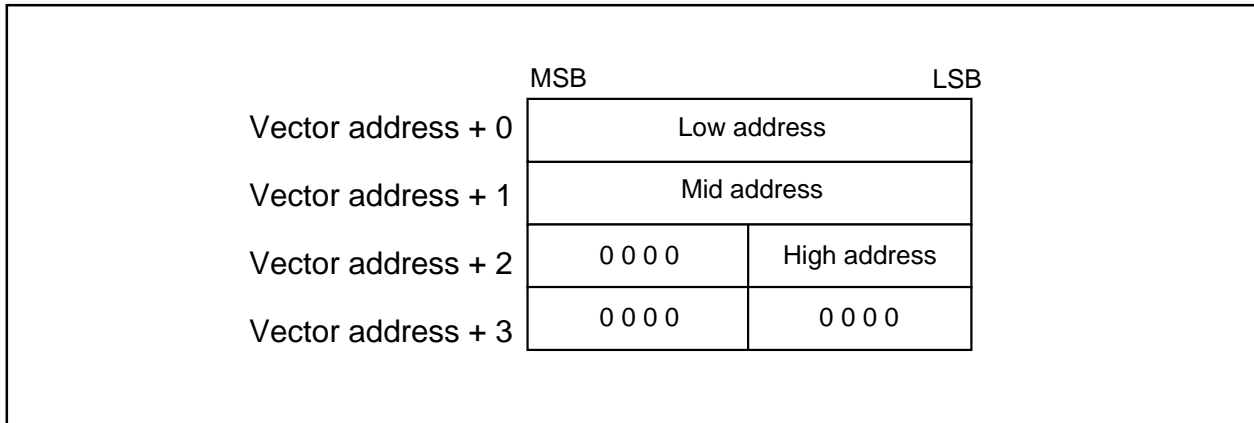 MSB LSB
Vector address + 0 Low address
Vector address + 1 Mid address
Vector address + 2 0 0 0 0 High address
Vector address + 3 0 0 0 0 0 0 0 0